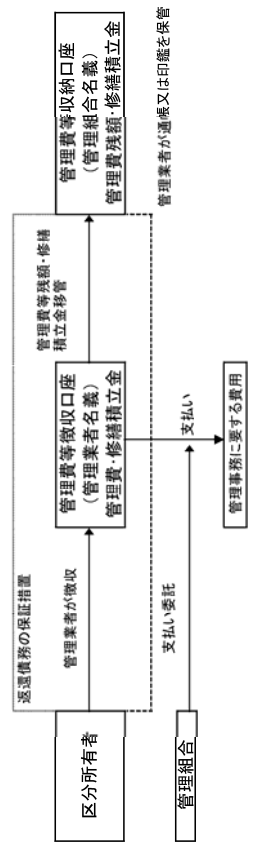 返還債務の保証措置
区分所有者
管理業者が徴収
管理費等徴収口座
（管理業者名義）
管理費・修繕積立金
管理費等残額・修繕
積立金移管
管理費等収納口座
（管理組合名義）
管理費残額・修繕積立金
管理業者が通帳又は印鑑を保管
管理組合
支払い委託
支払い
管理事務に要する費用